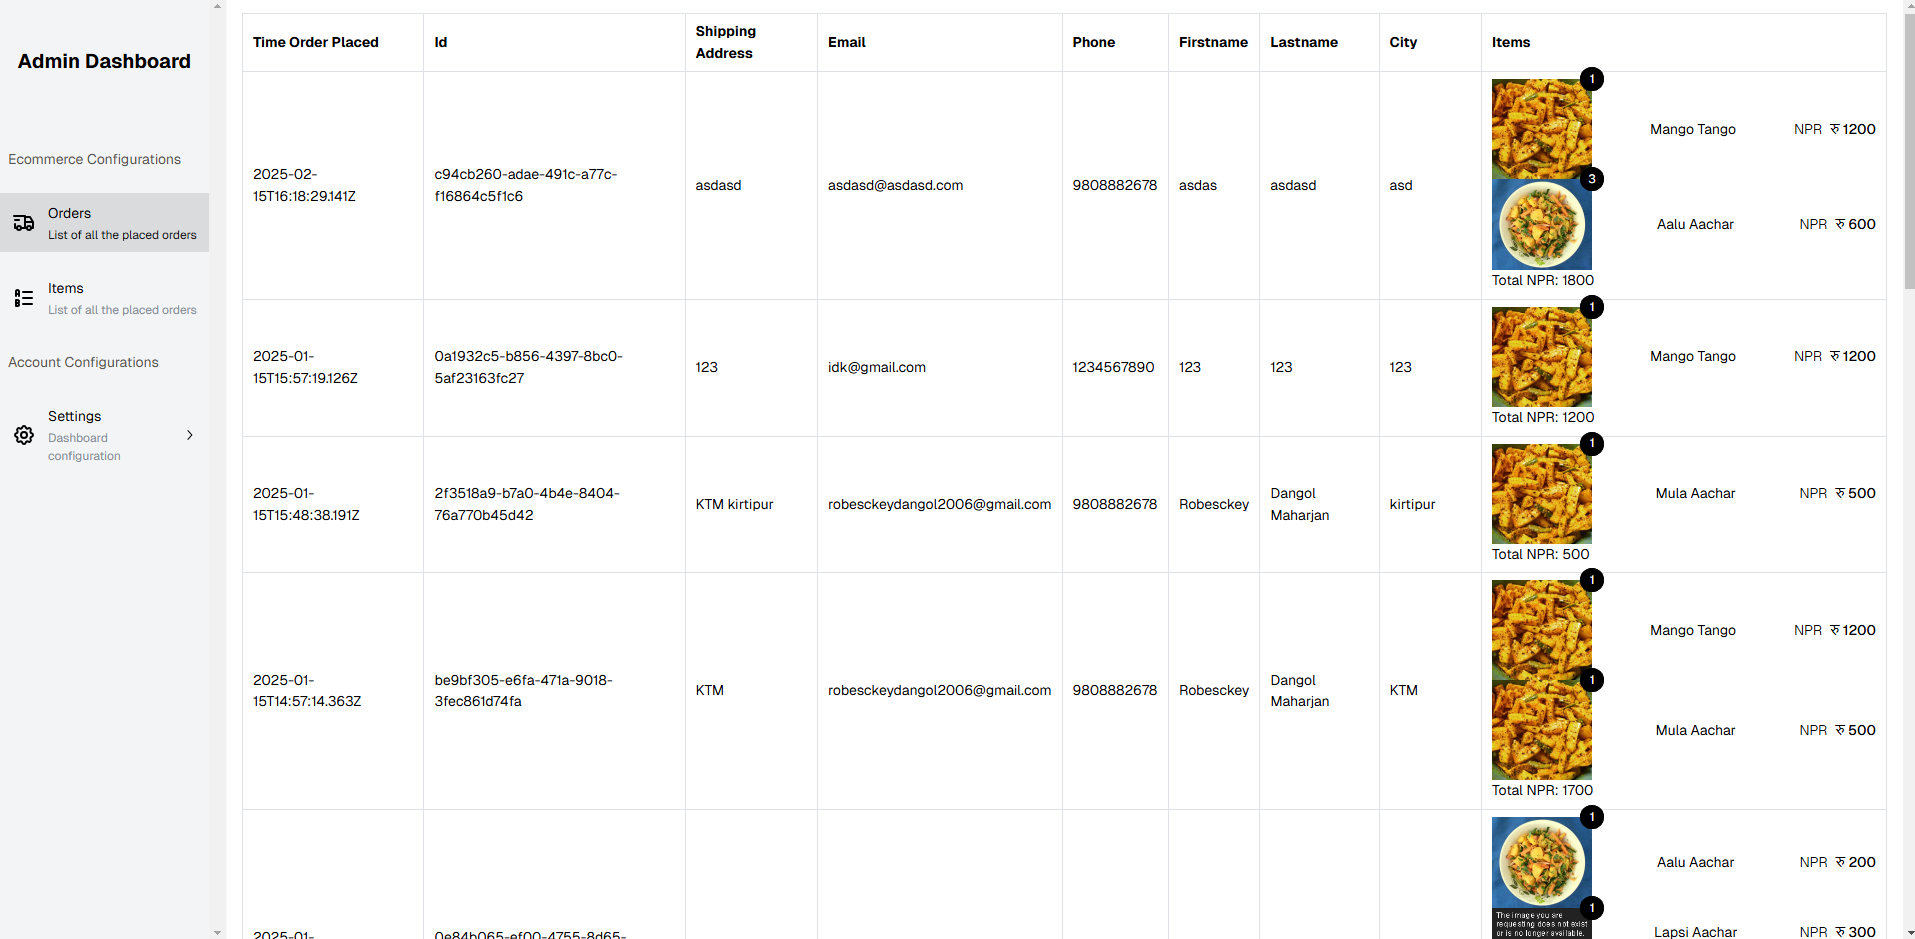 Admin Dashboard
Ecommerce Configurations
Orders
List of all the placed orders
Items
List of all the placed orders
Account Configurations
Settings
Dashboard
configuration
Time Order Placed Id Shipping Address Email Phone Firstname Lastname City Items
2025-02-
15T16:18:29.141Z
c94cb260-adae-491c-a77c-
f16864c5f1c6
asdasd
asdasd@asdasd.com
9808882678
asdas
asdasd
asd
1
Mango Tango NPR रु 1200
3
Aalu Aachar NPR रु 600
Total NPR: 1800
2025-01-
15T15:57:19.126Z
0a1932c5-b856-4397-8bc0-
5af23163fc27
123
idk@gmail.com
1234567890
123
123
123
1
Mango Tango NPR रु 1200
Total NPR: 1200
2025-01-
15T15:48:38.191Z
2f3518a9-b7a0-4b4e-8404-
76a770b45d42
KTM kirtipur
robesckeydangol2006@gmail.com
9808882678
Robesckey
Dangol
Maharjan
kirtipur
1
Mula Aachar NPR रु 500
Total NPR: 500
2025-01-
15T14:57:14.363Z
be9bf305-e6fa-471a-9018-
3fec861d74fa
KTM
robesckeydangol2006@gmail.com
9808882678
Robesckey
Dangol
Maharjan
KTM
1
Mango Tango NPR रु 1200
1
Mula Aachar NPR रु 500
Total NPR: 1700
2025-01-
0e84b065-ef00-4755-8d65-
1
Aalu Aachar NPR रु 200
1
The image you are
requesting does not exist
or is no longer available.
Lapsi Aachar NPR रु 300